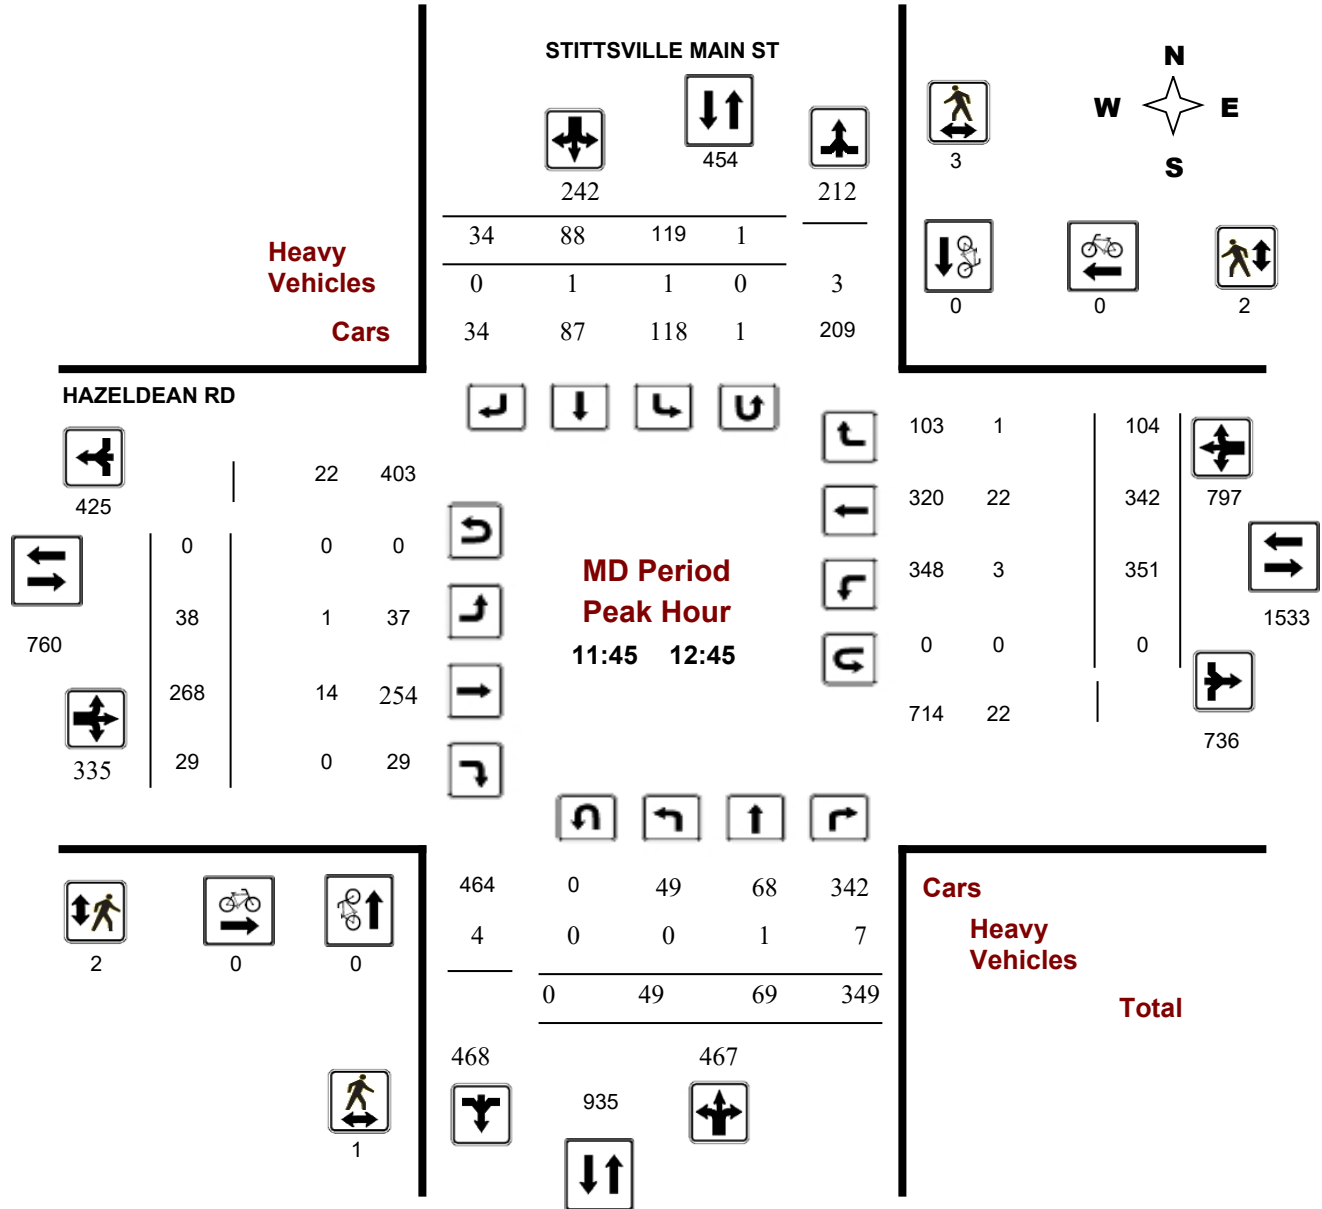 STITTSVILLE MAIN ST
N
W E
S
454
3
242 212
34 88 119 1
Heavy
Vehicles 0 1 1 0 3
0 0 2
Cars 34 87 118 1 209
HAZELDEAN RD
103 1 104
22 403
425
320 22 342 797
0 0 0
MD Period
348 3 351
Peak Hour
38 1 37
1533
760
11:45 12:45
0 0 0
268 14 254
714 22
736
335 29 0 29
464 0 49 68 342
Cars
4 0 0 1 7
Heavy
Vehicles
2 0 0
0 49 69 349
Total
468 467
935
1